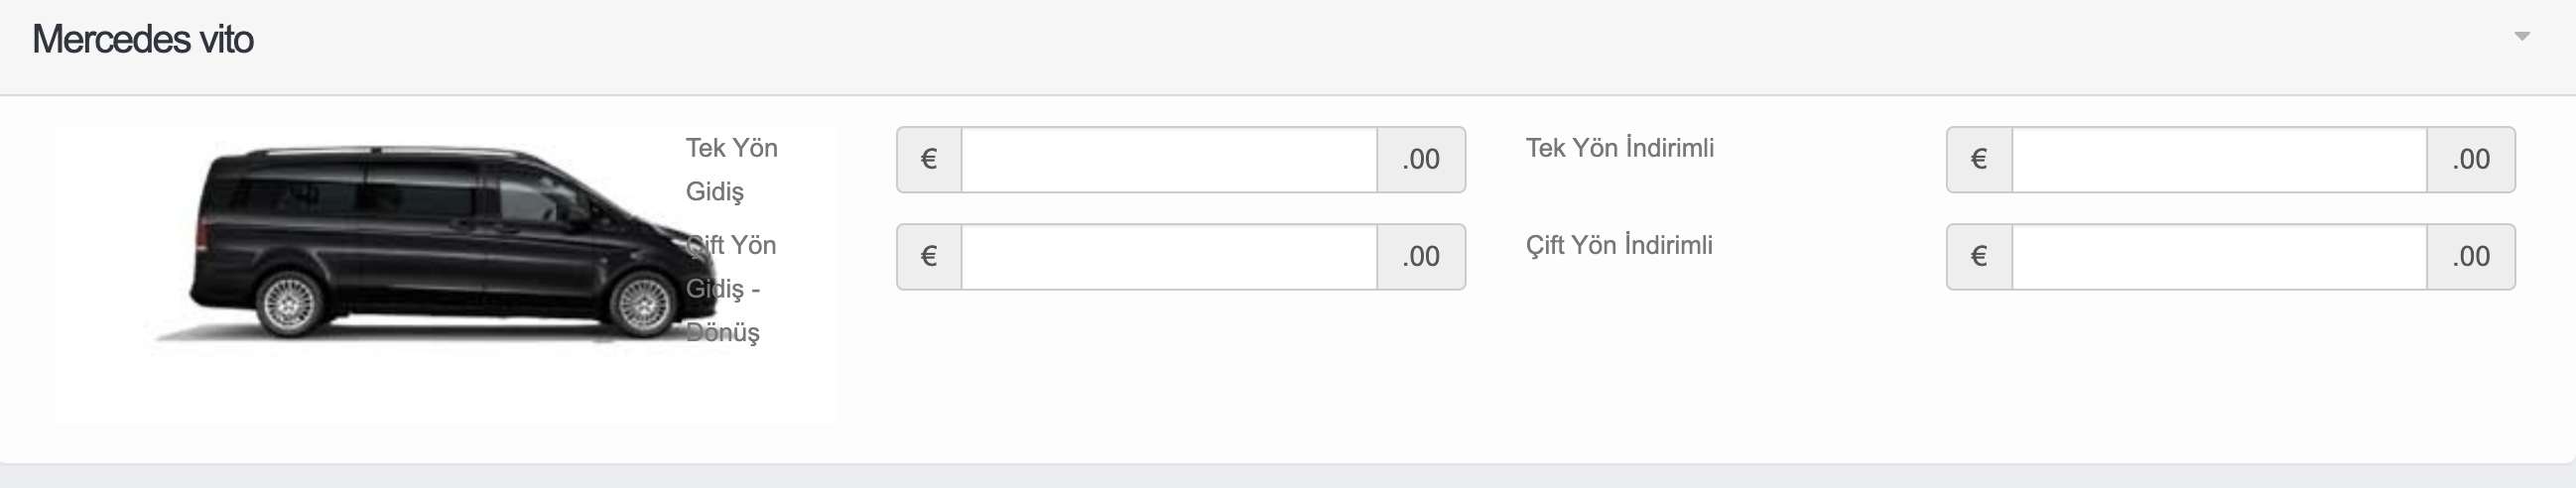 Mercedes vito
Tek Yön
Gidiş
€ .00
Tek Yön İndirimli
€ .00
Çift Yön
Gidiş -
Dönüş
€ .00
Çift Yön İndirimli
€ .00